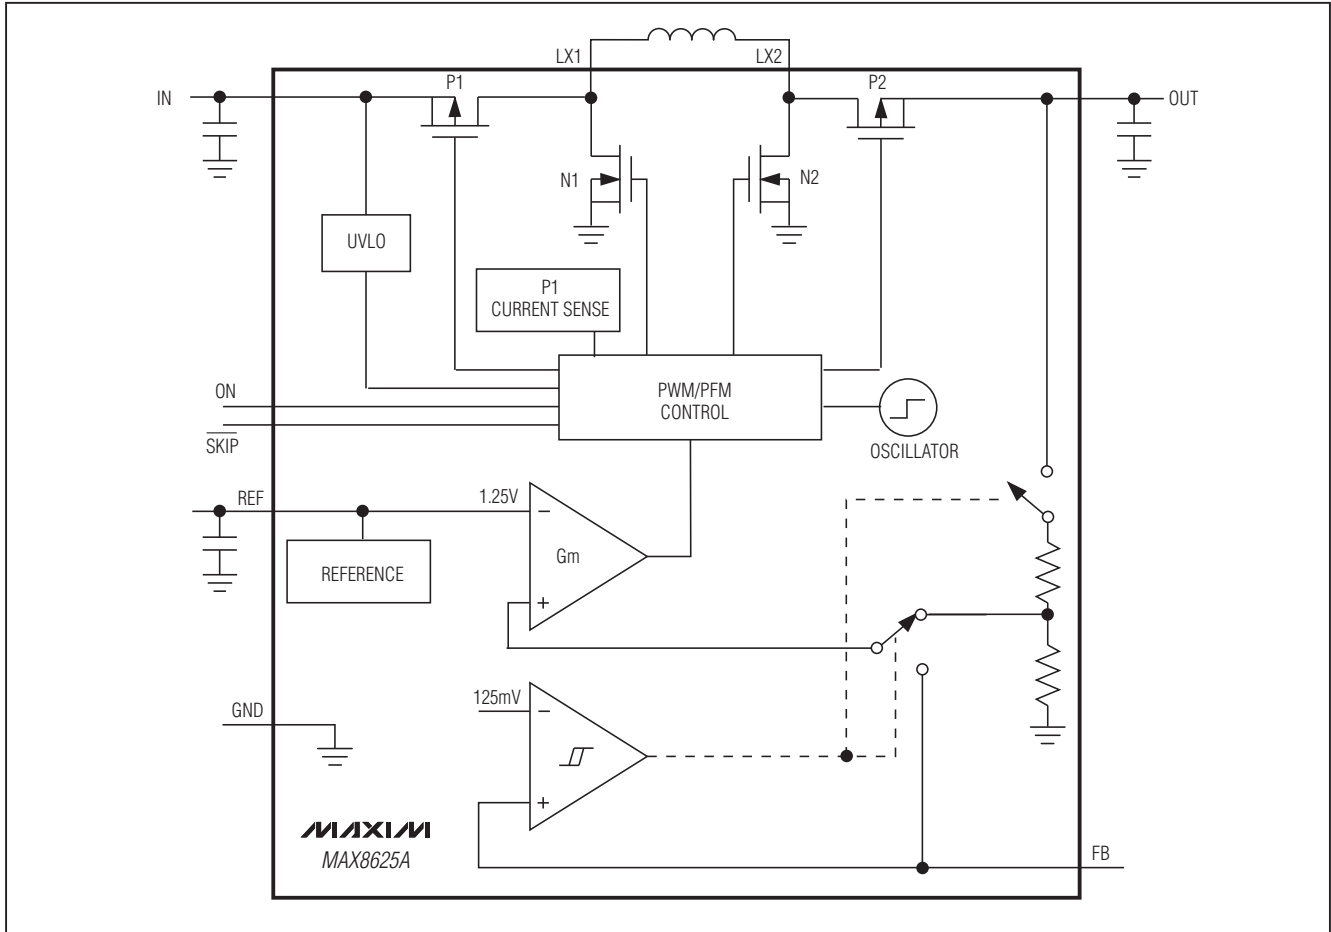 LX1
LX2
P1
P2
IN
OUT
N1
N2
UVLO
P1
CURRENT SENSE
ON
SKIP
PWM/PFM
CONTROL
OSCILLATOR
REF
1.25V
−
Gm
+
REFERENCE
GND
125mV
−
+
MAXIM
MAX8625A
FB